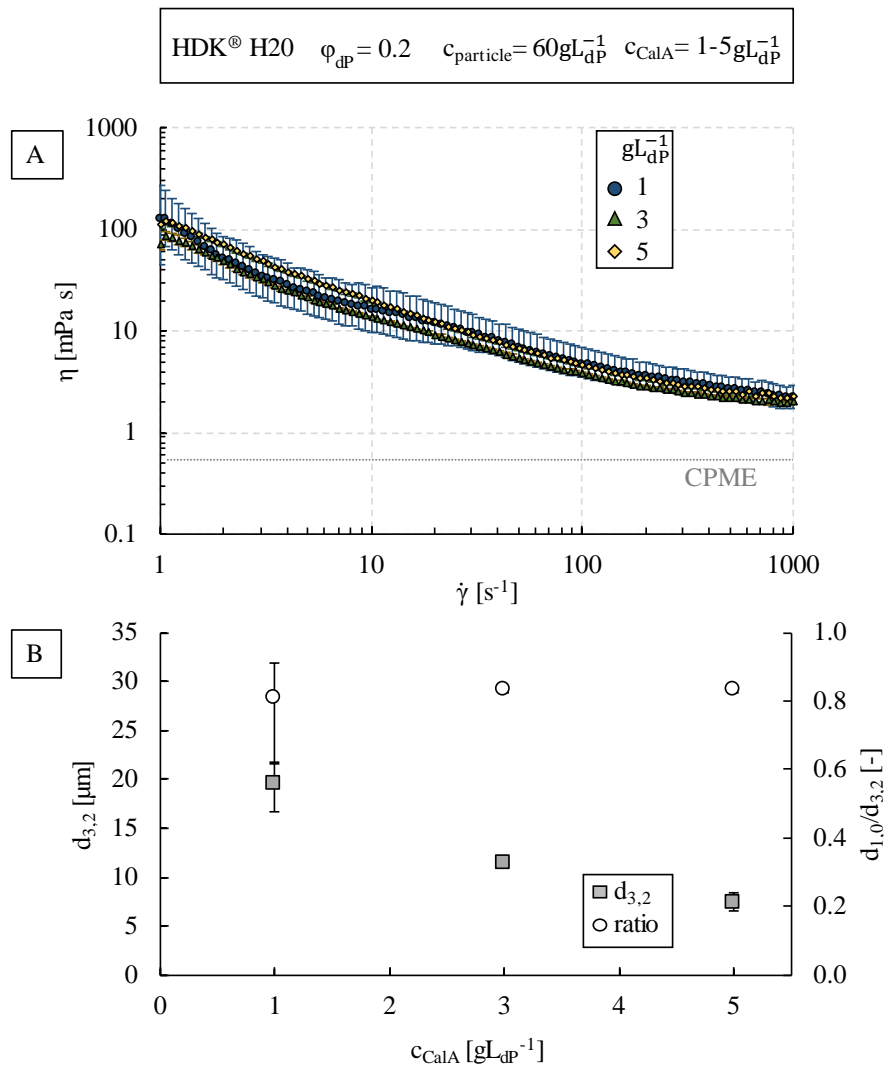 HDK® H20 φdP = 0.2 cparticle= 60gL⁻¹dP cCalA= 1-5gL⁻¹dP
A
1000
100
10
1
0.1
η [mPa s]
gL⁻¹dP
1
3
5
CPME
1 10 100 1000
γ̇ [s⁻¹]
B
35
30
25
20
15
10
5
0
d3,2 [µm]
1.0
0.8
0.6
0.4
0.2
0.0
d1,0/d3,2 [-]
d3,2
ratio
0 1 2 3 4 5
cCalA [gLdP⁻¹]